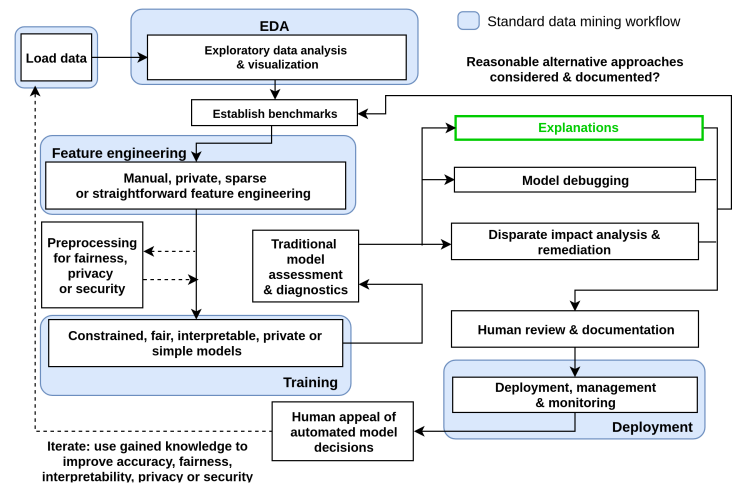 EDA
Standard data mining workflow
Load data
Exploratory data analysis
& visualization
Reasonable alternative approaches
considered & documented?
Establish benchmarks
Explanations
Feature engineering
Manual, private, sparse
or straightforward feature engineering
Model debugging
Preprocessing
for fairness,
privacy
or security
Traditional
model
assessment
& diagnostics
Disparate impact analysis &
remediation
Constrained, fair, interpretable, private or
simple models
Training
Human review & documentation
Deployment, management
& monitoring
Deployment
Human appeal of
automated model
decisions
Iterate: use gained knowledge to
improve accuracy, fairness,
interpretability, privacy or security